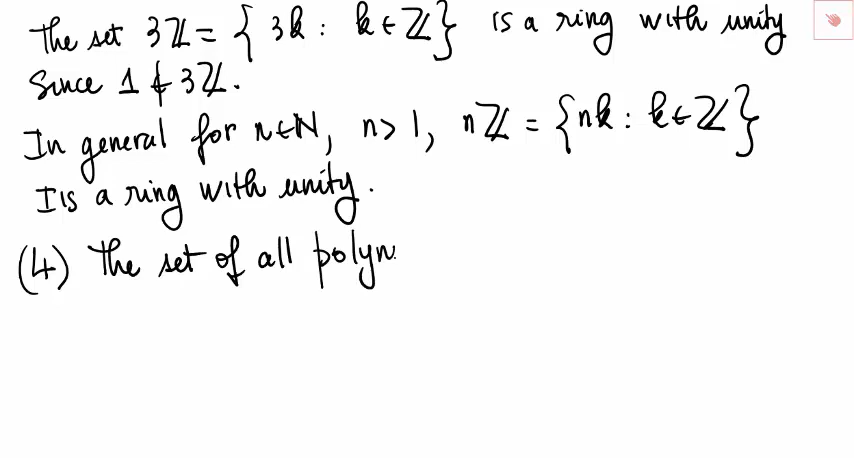 The set 3ℤ = { 3k : k ∈ ℤ } is a ring with unity
Since 1 ∉ 3ℤ.
In general for n ∈ ℕ, n > 1, nℤ = { nk : k ∈ ℤ }
Is a ring with unity.
(4) The set of all polyn